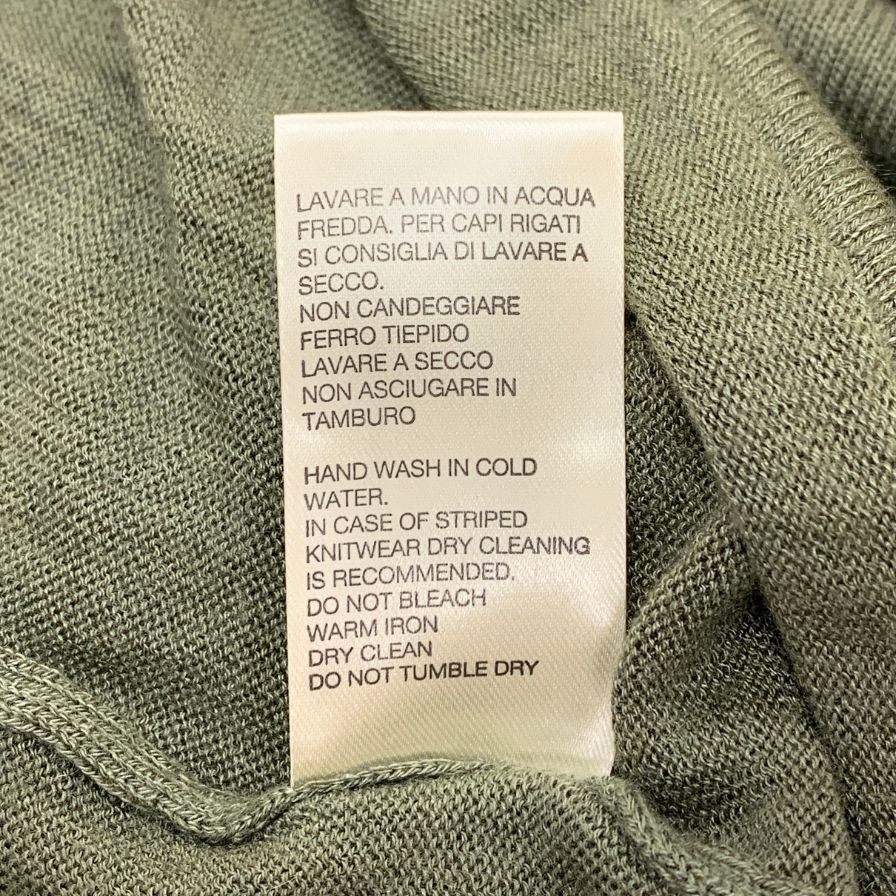 LAVARE A MANO IN ACQUA
FREDDA. PER CAPI RIGATI
SI CONSIGLIA DI LAVARE A
SECCO.
NON CANDEGGIARE
FERRO TIEPIDO
LAVARE A SECCO
NON ASCIUGARE IN
TAMBURO
HAND WASH IN COLD
WATER.
IN CASE OF STRIPED
KNITWEAR DRY CLEANING
IS RECOMMENDED.
DO NOT BLEACH
WARM IRON
DRY CLEAN
DO NOT TUMBLE DRY